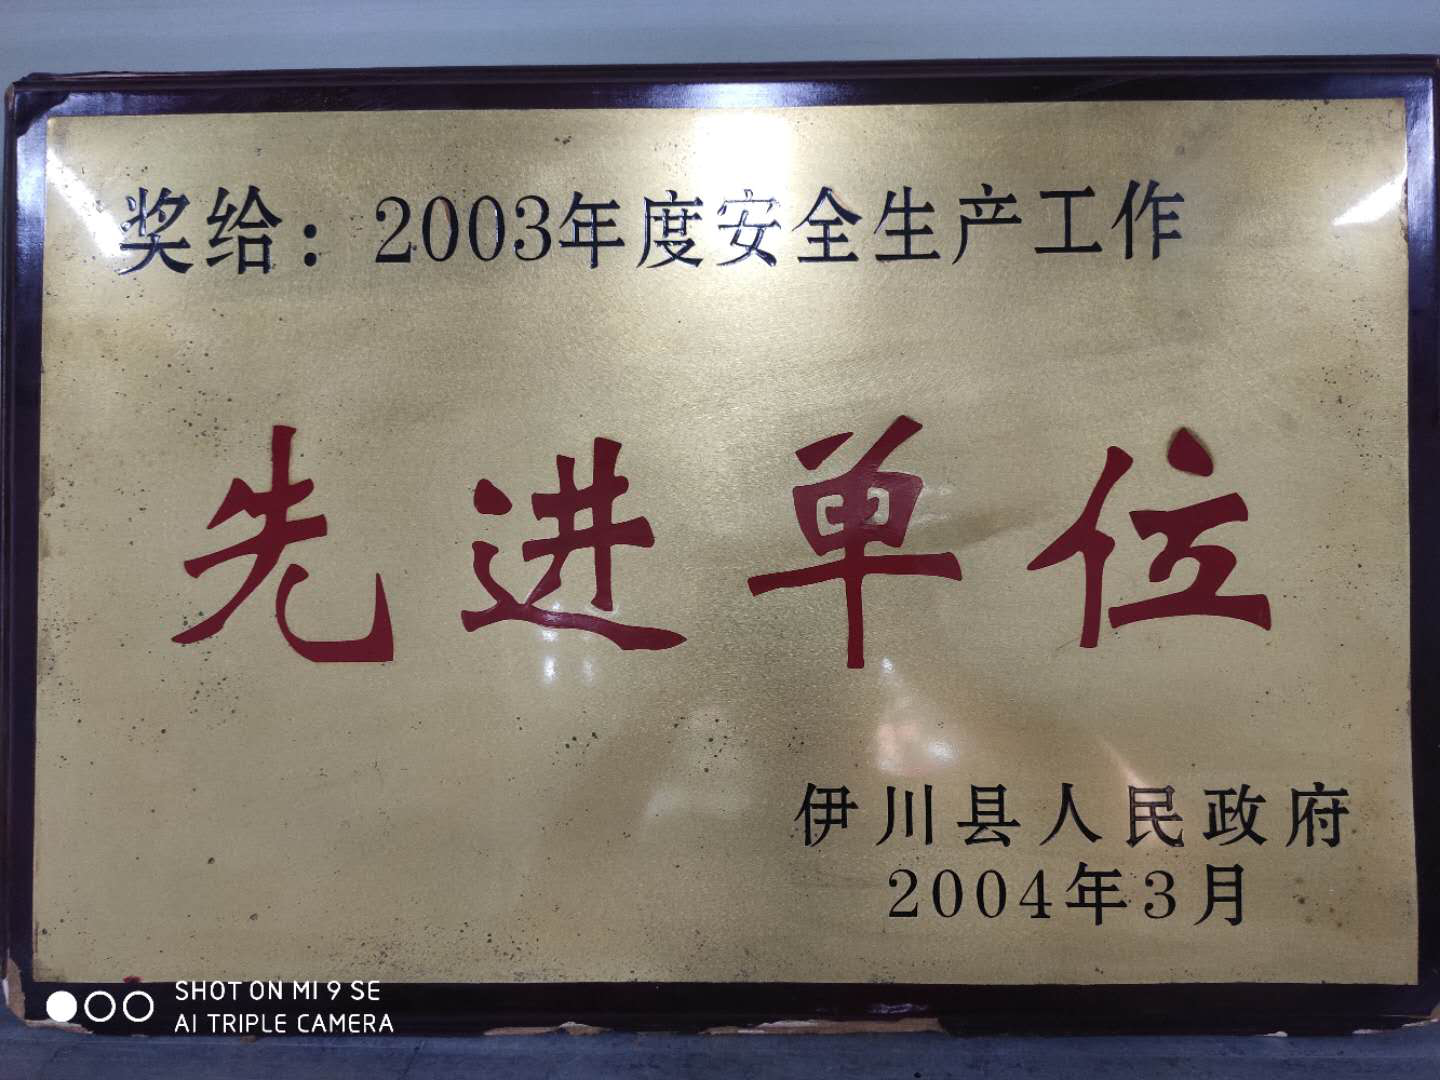 奖给：2003年度安全生产工作
先进单位
伊川县人民政府
2004年3月
SHOT ON MI 9 SE
AI TRIPLE CAMERA